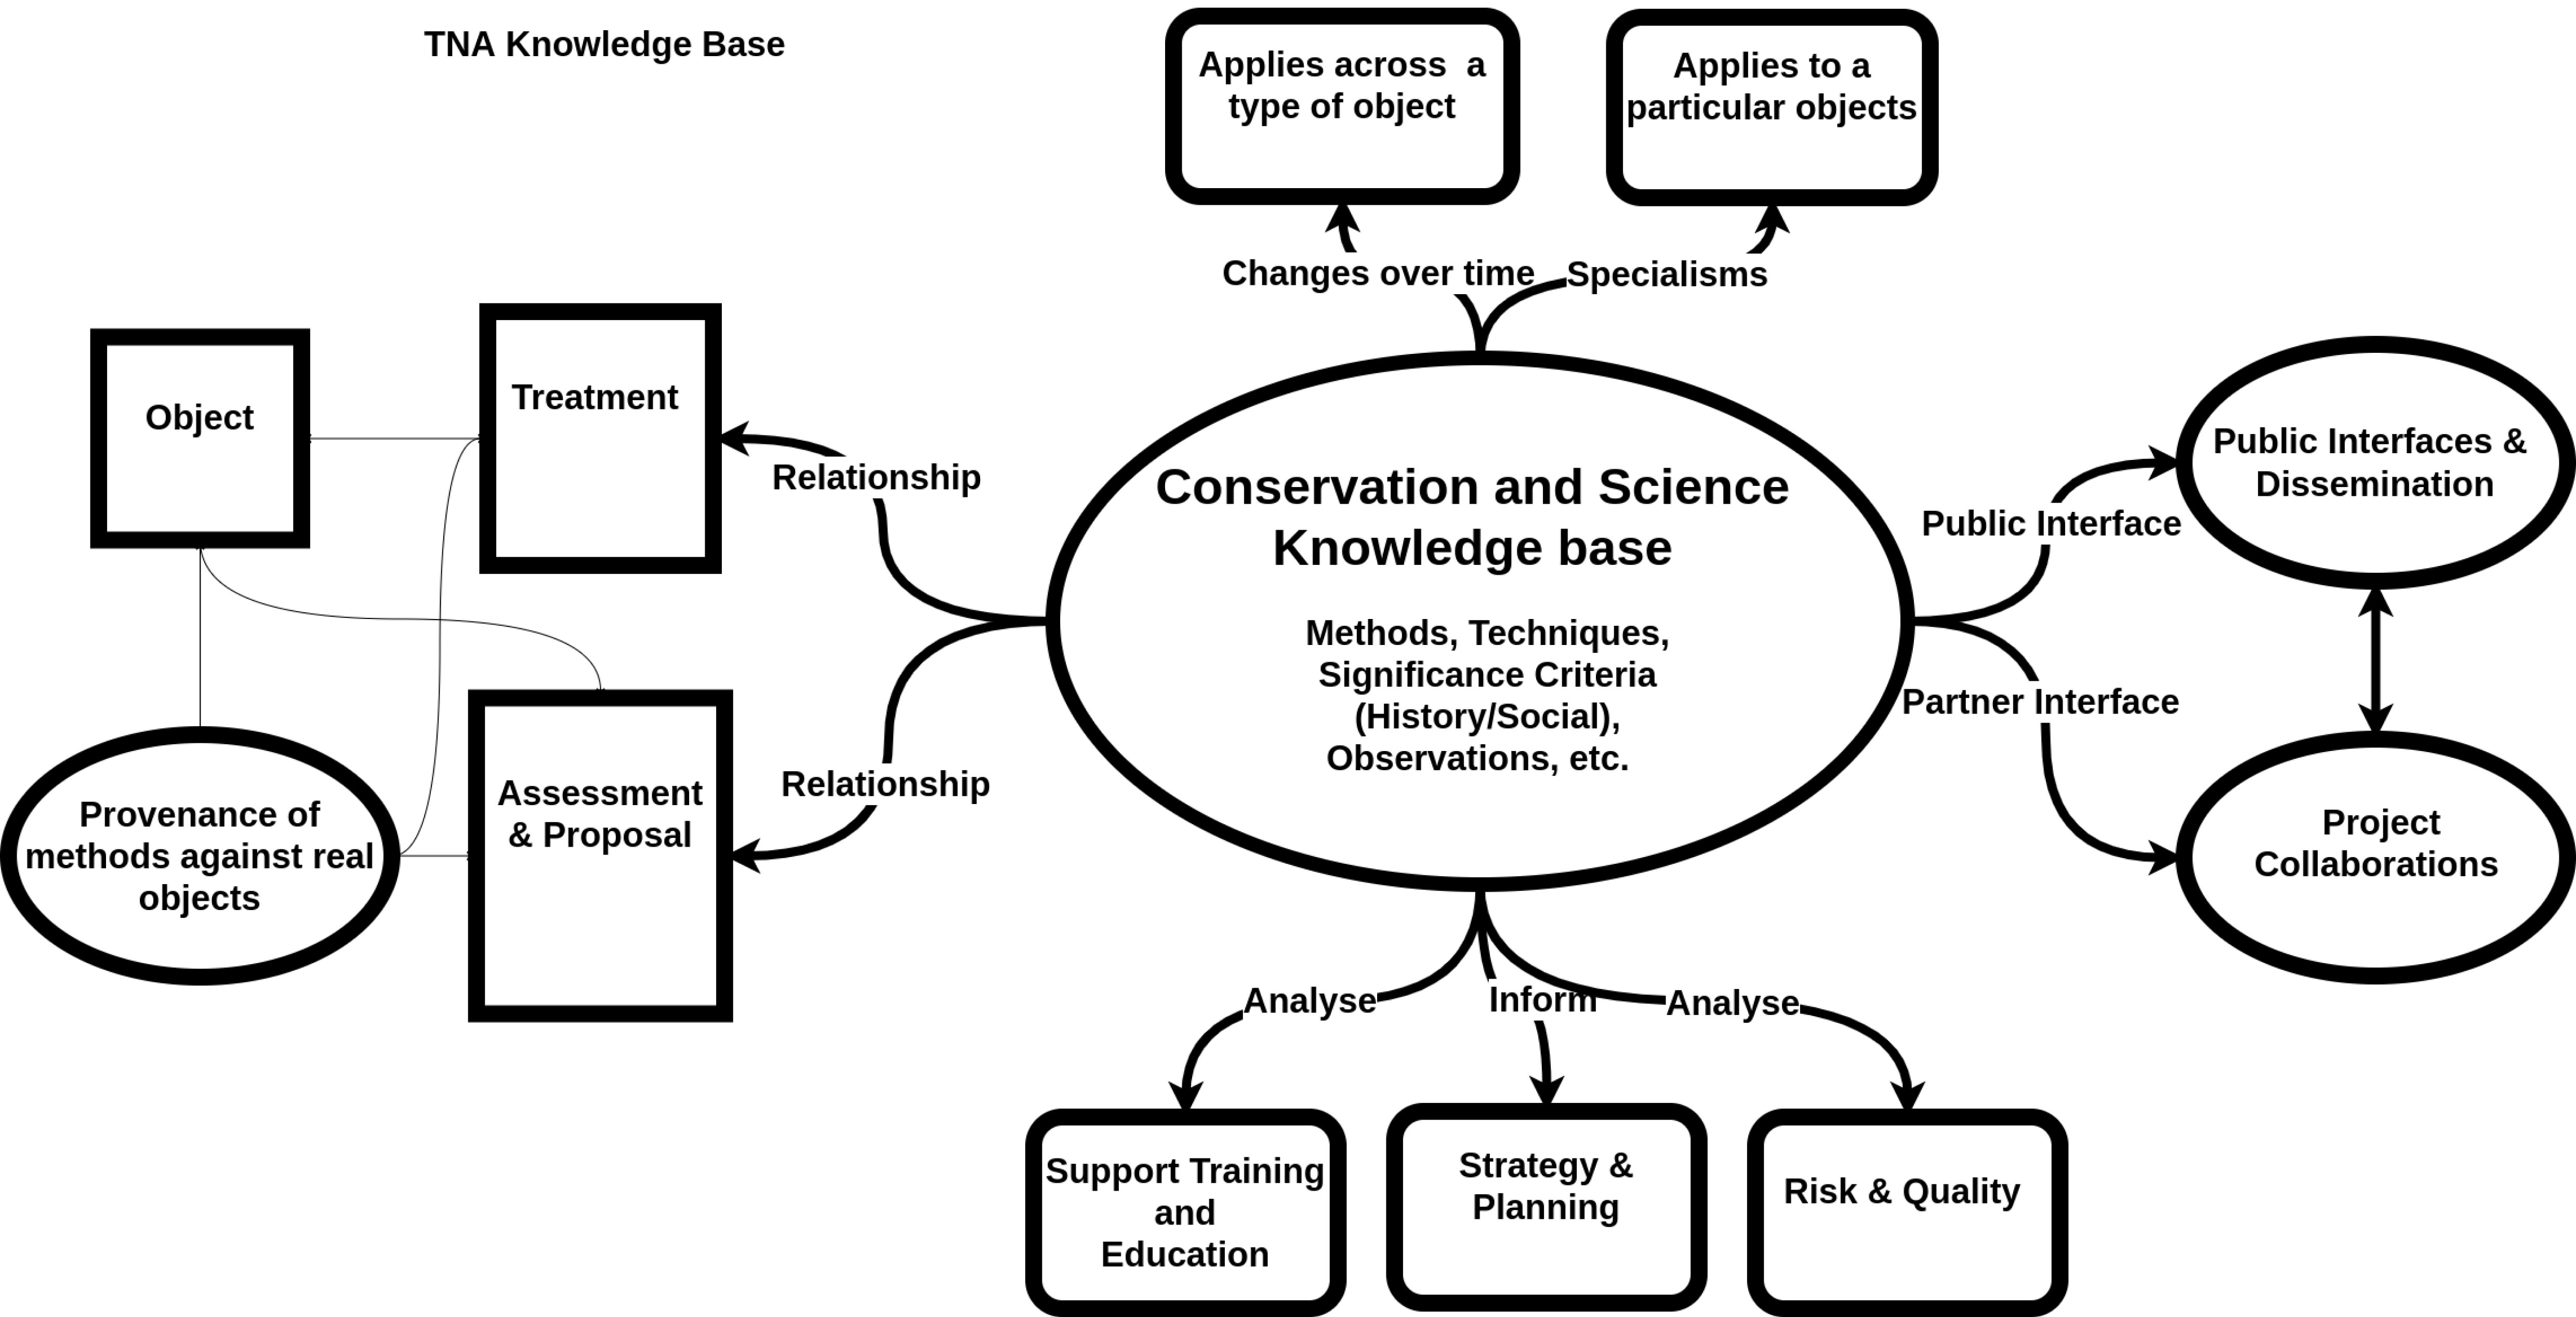 TNA Knowledge Base
Applies across  a
type of object
Applies to a
particular objects
Changes over time
Specialisms
Object
Treatment
Relationship
Conservation and Science
Knowledge base
Methods, Techniques,
Significance Criteria
(History/Social),
Observations, etc.
Public Interface
Public Interfaces &
Dissemination
Partner Interface
Project
Collaborations
Relationship
Assessment
& Proposal
Provenance of
methods against real
objects
Analyse
Inform
Analyse
Support Training
and
Education
Strategy &
Planning
Risk & Quality